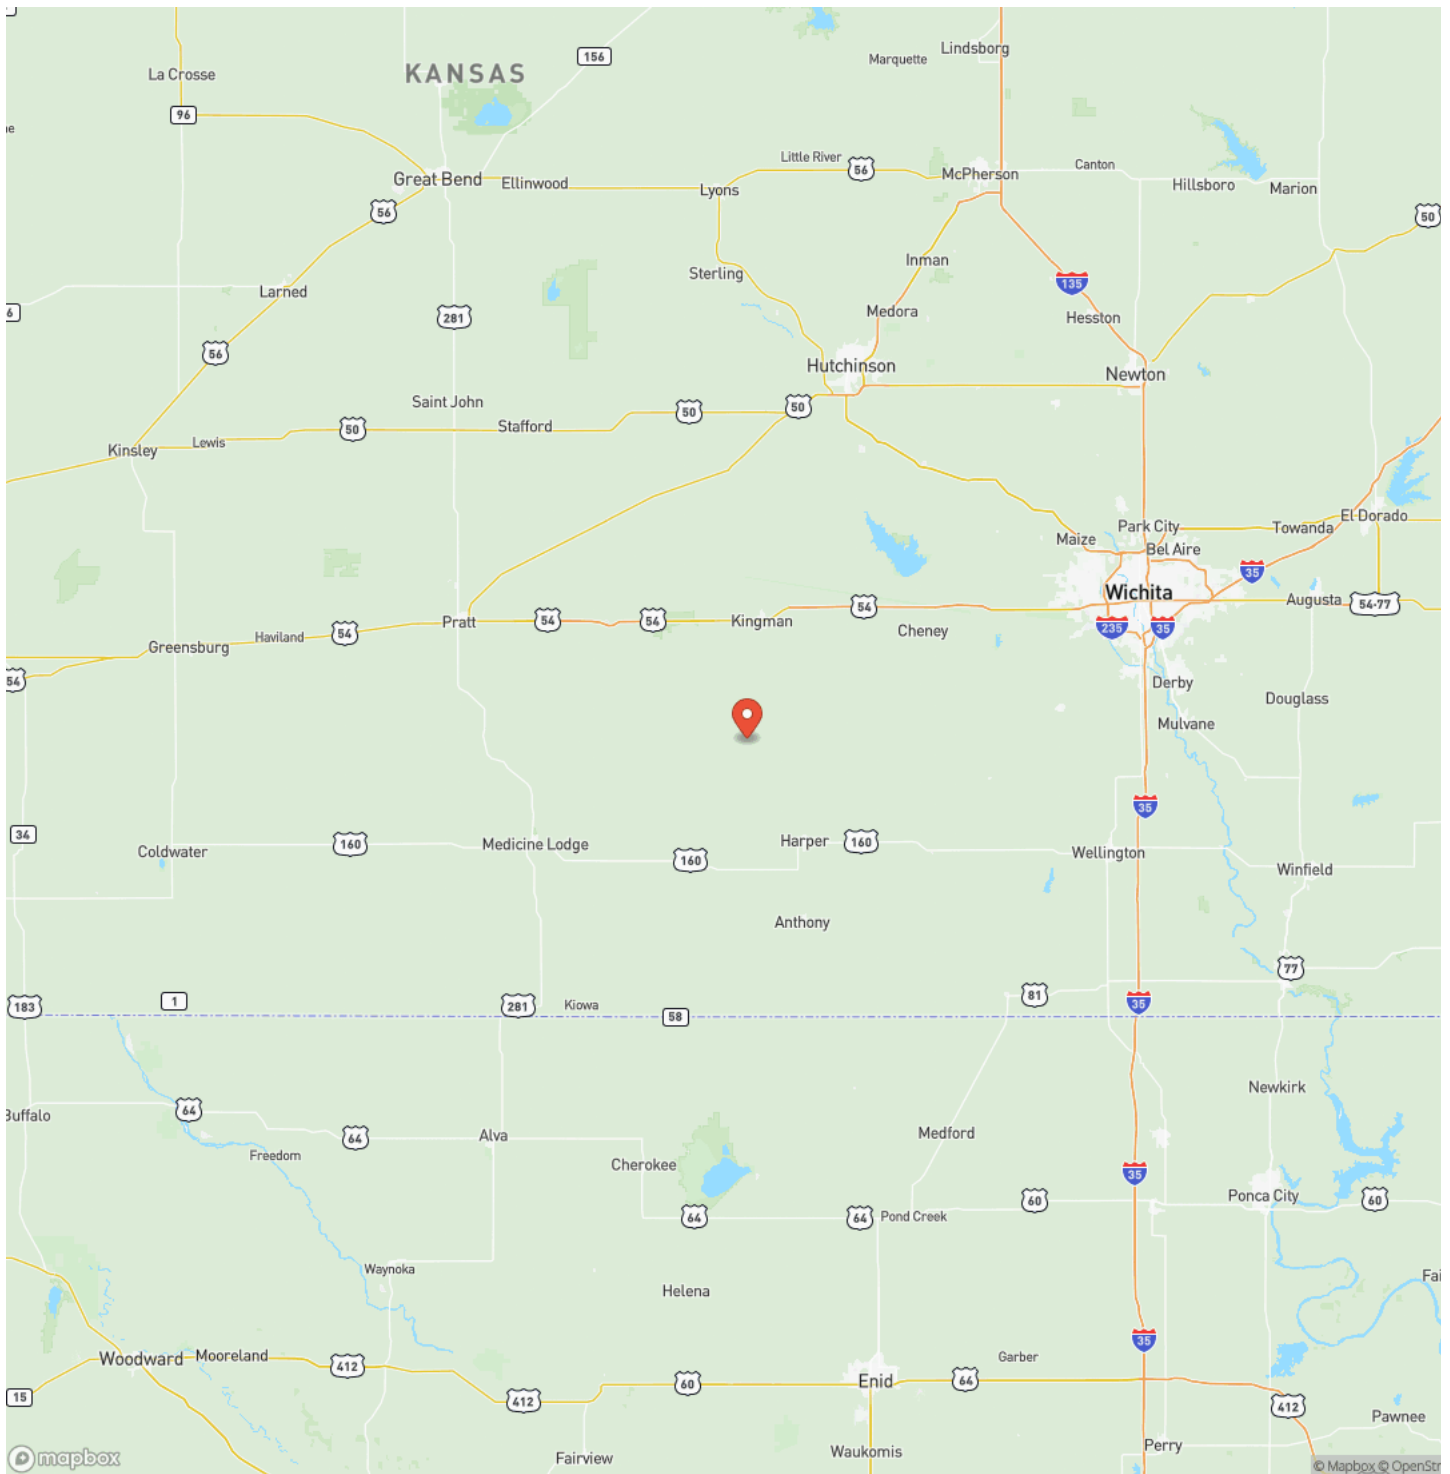 Lindsborg
156
Marquette
KANSAS
La Crosse
96
Little River
56
Canton
McPherson
Great Bend
Ellinwood
Lyons
Hillsboro
Marion
56
50
Inman
Sterling
Larned
135
6
281
Medora
Hesston
56
Hutchinson
Newton
Saint John
50
50
Stafford
50
Lewis
Kinsley
El Dorado
Park City
Towanda
Maize
Bel Aire
35
Wichita
Augusta
54-77
54
Kingman
Pratt
54
54
235
35
Cheney
Haviland
54
Greensburg
54
Derby
Douglass
Mulvane
35
34
Harper
160
160
Medicine Lodge
Coldwater
160
Wellington
Winfield
Anthony
77
81
183
1
281
Kiowa
35
58
Newkirk
64
Buffalo
Alva
64
Medford
Freedom
Cherokee
35
Ponca City
60
60
64
64
Pond Creek
Waynoka
Fai
Helena
35
Woodward
Mooreland
412
Garber
60
Enid
64
15
412
412
Pawnee
Perry
Waukomis
Fairview
mapbox
© Mapbox © OpenStr